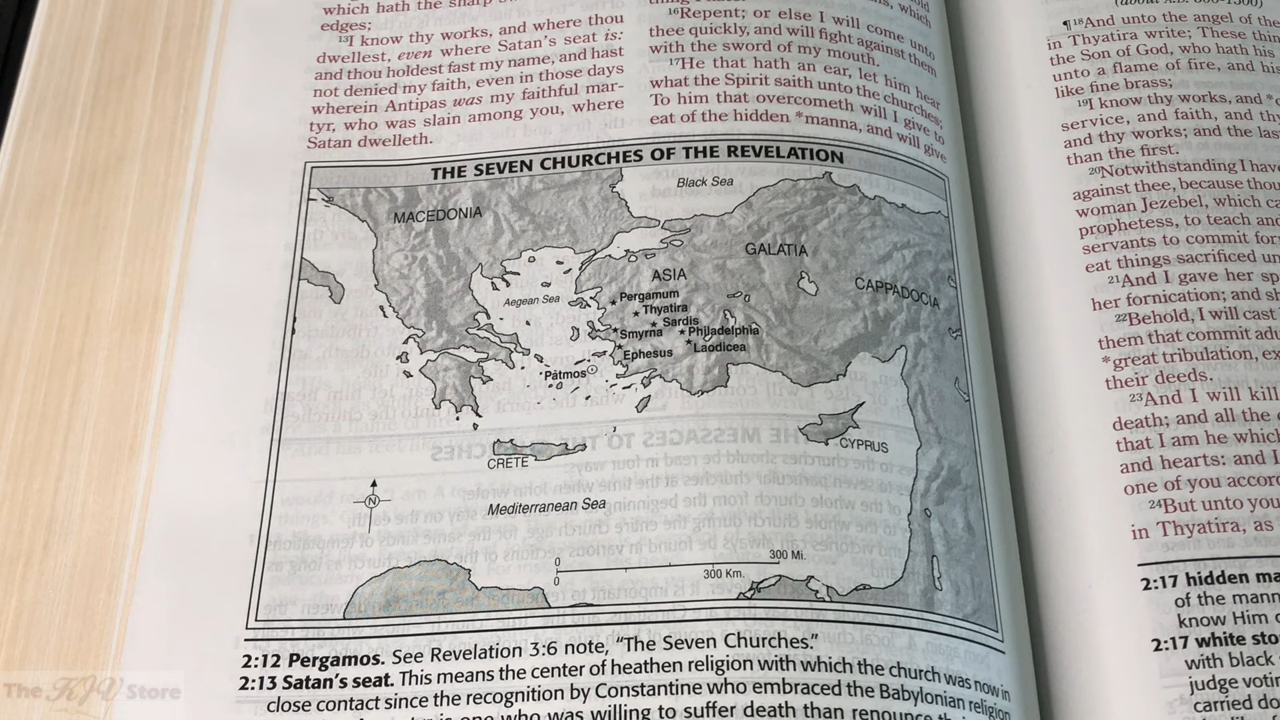 which hath the sharp
edges;
13I know thy works, and where thou
dwellest, even where Satan's seat is:
and thou holdest fast my name, and hast
not denied my faith, even in those days
wherein Antipas was my faithful mar-
tyr, who was slain among you, where
Satan dwelleth.
which
16Repent; or else I will come unto
thee quickly, and will fight against them
with the sword of my mouth.
17He that hath an ear, let him hear
what the Spirit saith unto the churches;
To him that overcometh will I give to
eat of the hidden *manna, and will give
THE SEVEN CHURCHES OF THE REVELATION
Black Sea
MACEDONIA
GALATIA
ASIA
CAPPADOCIA
Aegean Sea
Pergamum
Thyatira
Sardis
Smyrna
Philadelphia
Laodicea
Ephesus
Patmos
CYPRUS
CRETE
N
Mediterranean Sea
0 300 Mi.
0 300 Km.
2:12 Pergamos. See Revelation 3:6 note, "The Seven Churches."
2:13 Satan's seat. This means the center of heathen religion with which the church was now in
close contact since the recognition by Constantine who embraced the Babylonian religion
one who was willing to suffer death than renounce
¶18And unto the angel of the
in Thyatira write; These thin
the Son of God, who hath his
unto a flame of fire, and his
like fine brass;
19I know thy works, and
service, and faith, and th
and thy works; and the las
than the first.
20Notwithstanding I have
against thee, because thou
woman Jezebel, which ca
prophetess, to teach and
servants to commit for
eat things sacrificed un
21And I gave her sp
her fornication; and sh
22Behold, I will cast
them that commit adu
*great tribulation, ex
their deeds.
23And I will kill
death; and all the
that I am he which
and hearts: and I
one of you accord
24But unto you
in Thyatira, as
2:17 hidden ma
of the mann
know Him
2:17 white sto
with black
judge votin
carried do
The KJV Store